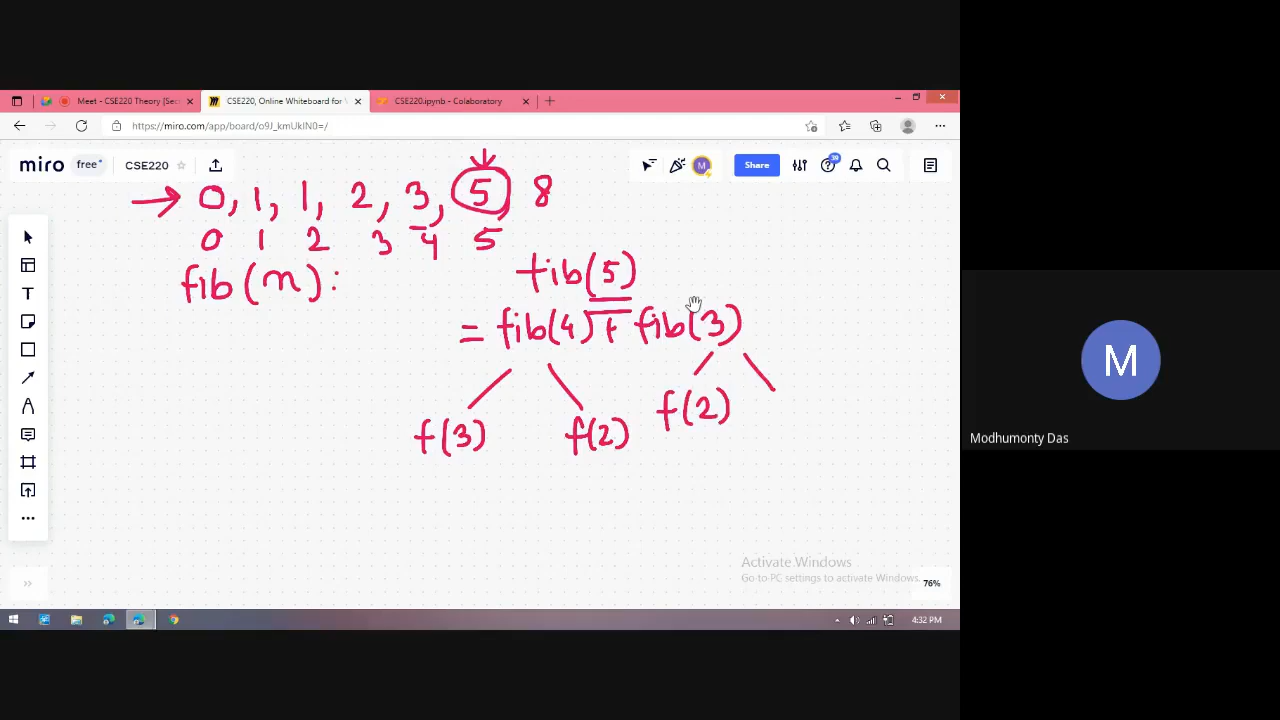 Meet - CSE220 Theory [Sec
CSE220, Online Whiteboard for
CSE220.ipynb - Colaboratory
https://miro.com/app/board/o9J_kmUkIN0=/
miro free CSE220 M 39 Share
→ 0, 1, 1, 2, 3, 5, 8
0 1 2 3 4 5
fib(n): fib(5)
= fib(4) + fib(3)
f(3) f(2) f(2)
M
Modhumonty Das
Activate Windows
Go to PC settings to activate Windows.
76%
4:32 PM